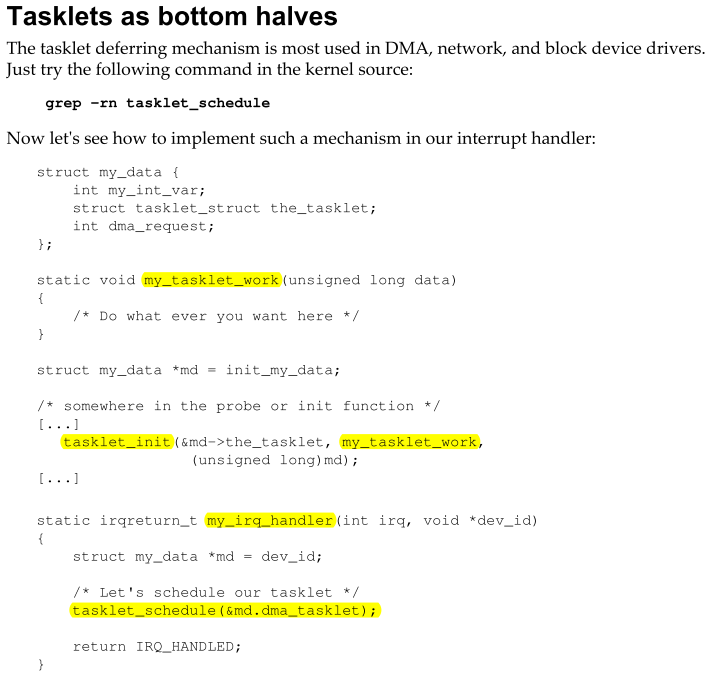 Tasklets as bottom halves
The tasklet deferring mechanism is most used in DMA, network, and block device drivers.
Just try the following command in the kernel source:
grep -rn tasklet_schedule
Now let's see how to implement such a mechanism in our interrupt handler:
struct my_data {
    int my_int_var;
    struct tasklet_struct the_tasklet;
    int dma_request;
};
static void my_tasklet_work(unsigned long data)
{
    /* Do what ever you want here */
}
struct my_data *md = init_my_data;
/* somewhere in the probe or init function */
[...]
   tasklet_init(&md->the_tasklet, my_tasklet_work,
                 (unsigned long)md);
[...]
static irqreturn_t my_irq_handler(int irq, void *dev_id)
{
    struct my_data *md = dev_id;
    /* Let's schedule our tasklet */
    tasklet_schedule(&md.dma_tasklet);
    return IRQ_HANDLED;
}